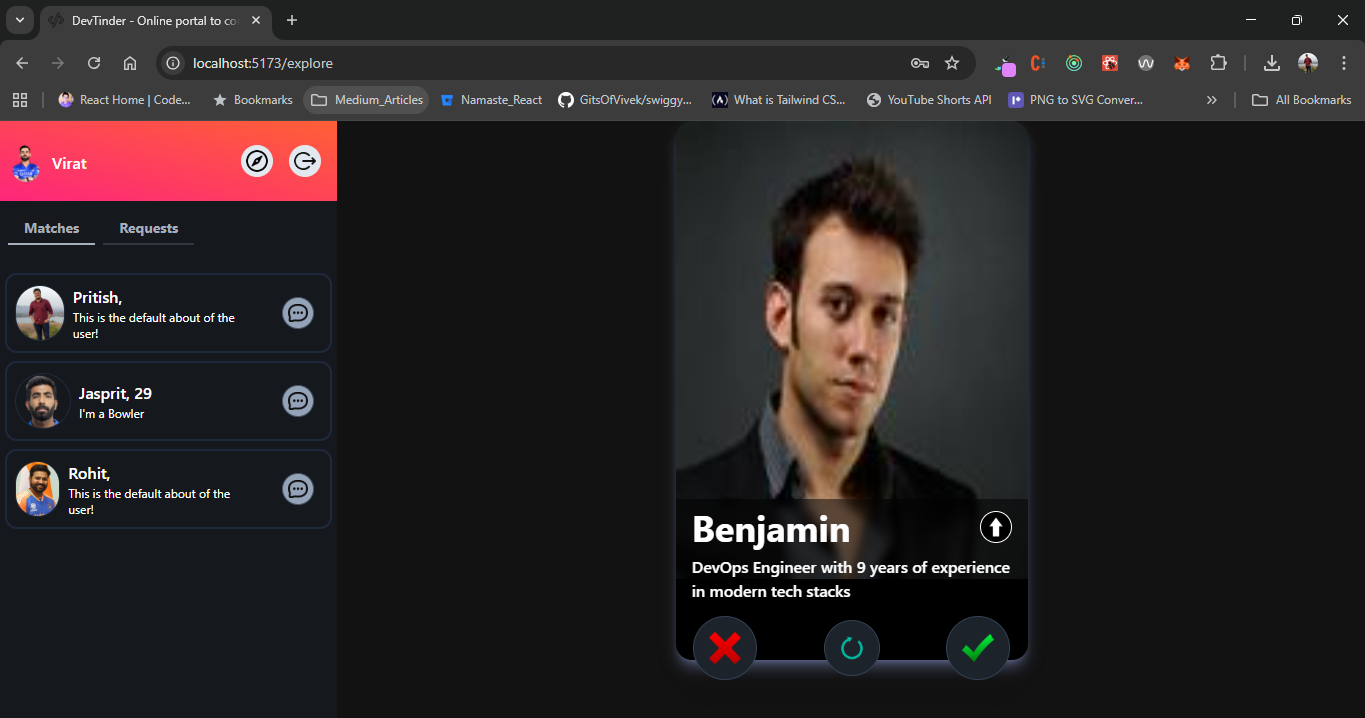 DevTinder - Online portal to co
localhost:5173/explore
React Home | Code...
Bookmarks
Medium_Articles
Namaste_React
GitsOfVivek/swiggy...
What is Tailwind CS...
YouTube Shorts API
PNG to SVG Conver...
All Bookmarks
Virat
Matches
Requests
Pritish,
This is the default about of the
user!
Jasprit, 29
I'm a Bowler
Rohit,
This is the default about of the
user!
Benjamin
DevOps Engineer with 9 years of experience
in modern tech stacks